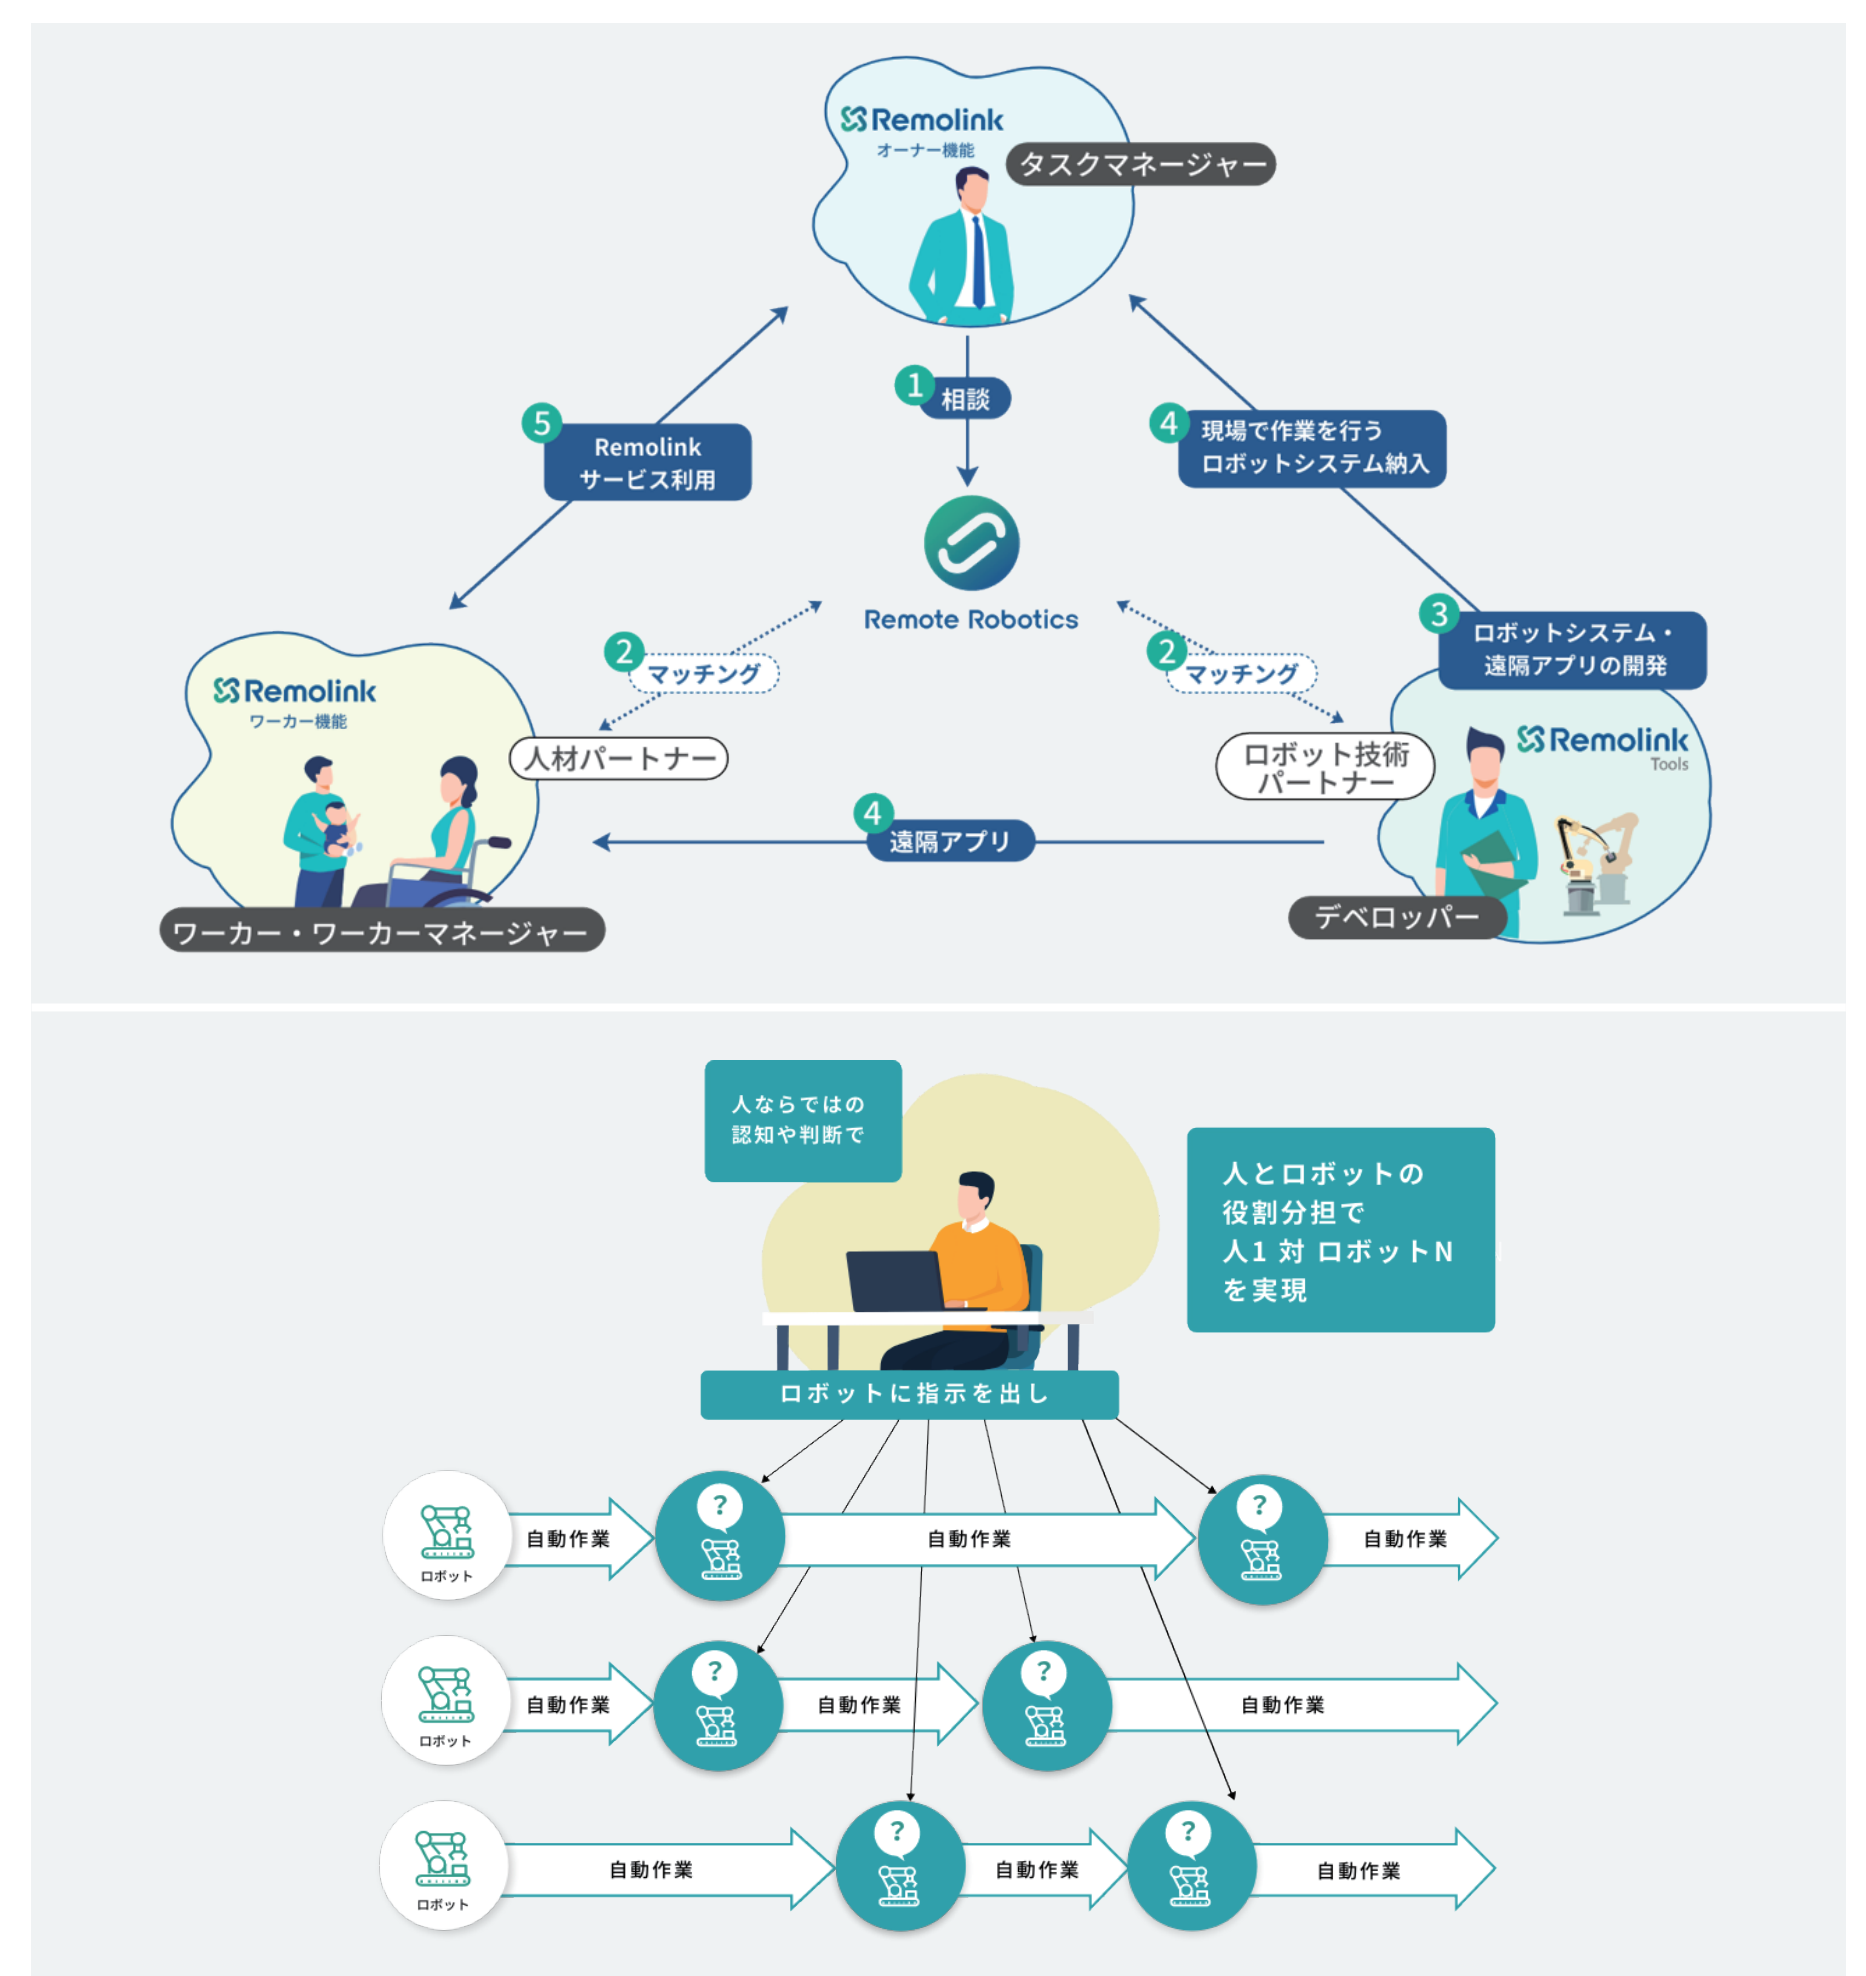 Remolink
オーナー機能
タスクマネージャー
1
相談
5
Remolink
サービス利用
4
現場で作業を行う
ロボットシステム納入
Remote Robotics
2
マッチング
2
マッチング
3
ロボットシステム・
遠隔アプリの開発
Remolink
ワーカー機能
人材パートナー
ロボット技術
パートナー
Remolink
Tools
4
遠隔アプリ
ワーカー・ワーカーマネージャー
デベロッパー
人ならではの
認知や判断で
人とロボットの
役割分担で
人1 対 ロボットN
を実現
ロボットに指示を出し
ロボット
自動作業
?
自動作業
?
自動作業
ロボット
自動作業
?
自動作業
?
自動作業
ロボット
自動作業
?
自動作業
?
自動作業